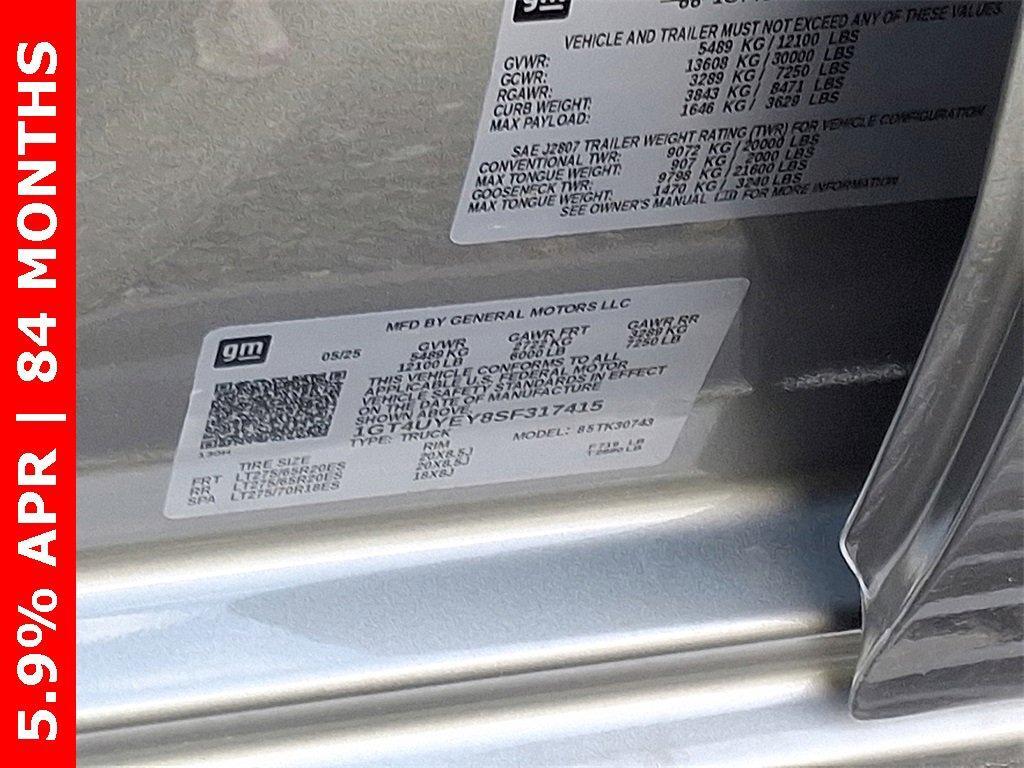 5.9% APR | 84 MONTHS
gm
VEHICLE AND TRAILER MUST NOT EXCEED ANY OF THESE VALUES.
GVWR: 5489 KG / 12100 LBS
GCWR: 13608 KG / 30000 LBS
RGAWR: 3289 KG / 7250 LBS
CURB WEIGHT: 3843 KG / 8471 LBS
MAX PAYLOAD: 1646 KG / 3629 LBS
SAE J2807 TRAILER WEIGHT RATING (TWR) FOR VEHICLE CONFIGURATION
CONVENTIONAL TWR: 9072 KG / 20000 LBS
MAX TONGUE WEIGHT: 907 KG / 2000 LBS
GOOSENECK TWR: 9798 KG / 21600 LBS
MAX TONGUE WEIGHT: 1470 KG / 3240 LBS
SEE OWNER'S MANUAL FOR MORE INFORMATION
MFD BY GENERAL MOTORS LLC
gm 05/25
GVWR GAWR FRT GAWR RR
5489 KG 2722 KG 3289 KG
12100 LB 6000 LB 7250 LB
THIS VEHICLE CONFORMS TO ALL
APPLICABLE U.S. FEDERAL MOTOR
VEHICLE SAFETY STANDARDS IN EFFECT
ON THE DATE OF MANUFACTURE
SHOWN ABOVE.
1GT4UYEY8SF317415
TYPE: TRUCK MODEL: 85TK30743
TIRE SIZE RIM
FRT LT275/65R20ES 20X8.5J
RR LT275/65R20ES 20X8.5J
SPA LT275/70R18ES 18X8J